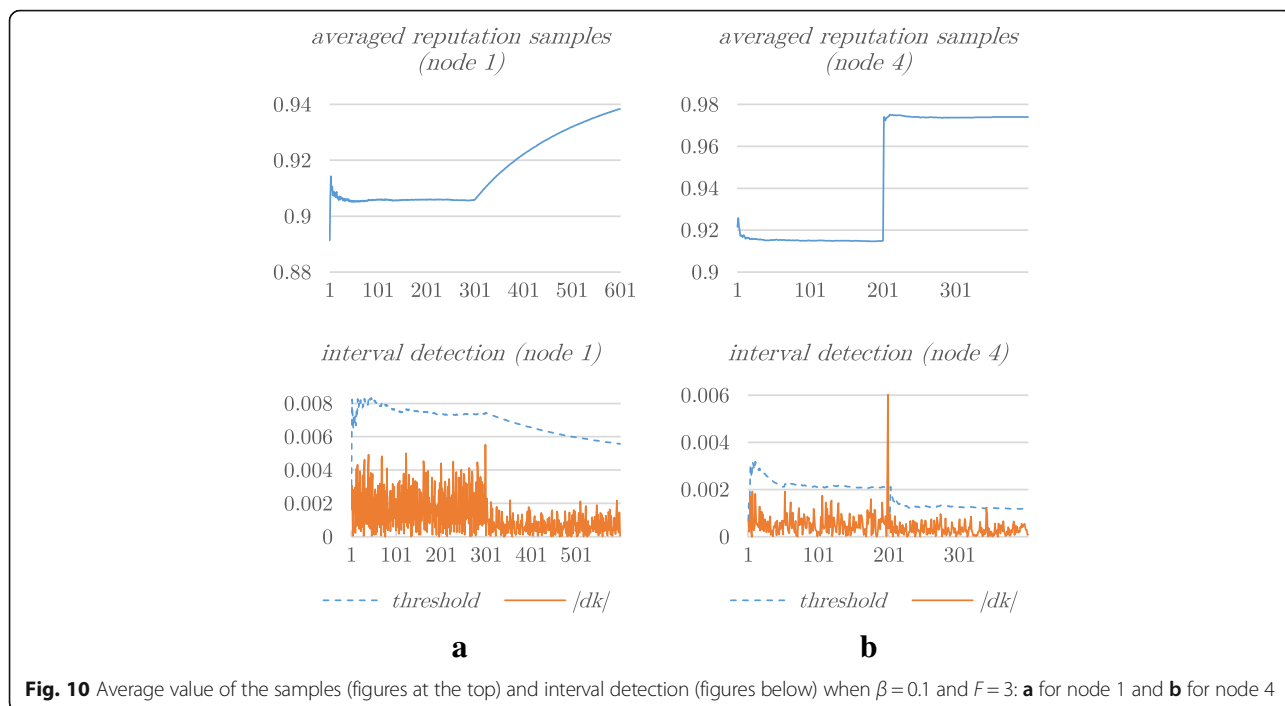 averaged reputation samples
(node 1)
0.94
0.92
0.9
0.88
1 101 201 301 401 501 601
averaged reputation samples
(node 4)
0.98
0.96
0.94
0.92
0.9
1 101 201 301
interval detection (node 1)
0.008
0.006
0.004
0.002
0
1 101 201 301 401 501
threshold |dk|
a
interval detection (node 4)
0.006
0.004
0.002
0
1 101 201 301
threshold |dk|
b
Fig. 10 Average value of the samples (figures at the top) and interval detection (figures below) when β = 0.1 and F = 3: a for node 1 and b for node 4